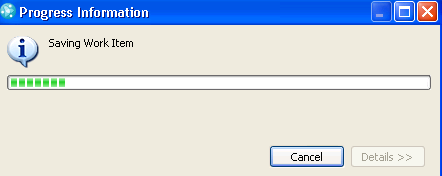 Progress Information
Saving Work Item
Cancel
Details >>